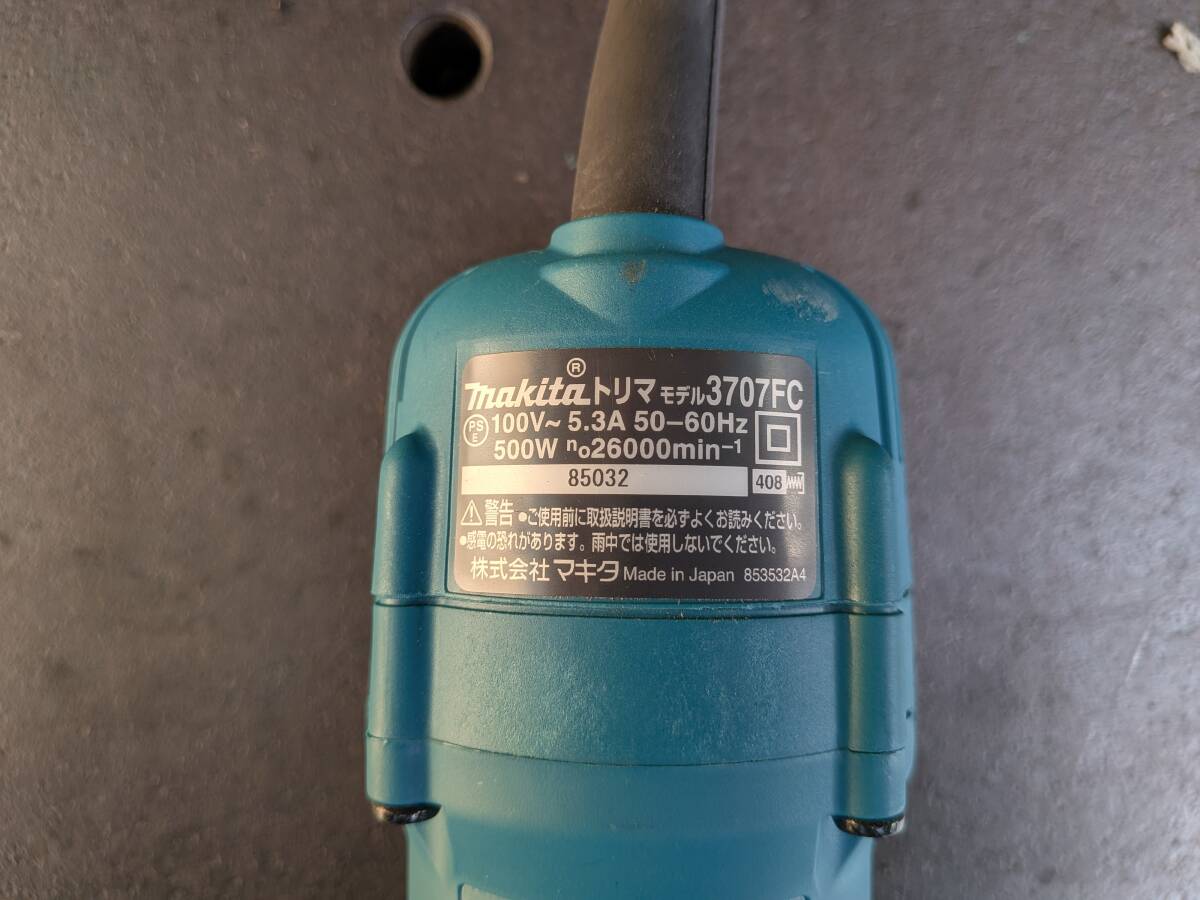 makita® トリマ モデル3707FC
PSE 100V~ 5.3A 50-60Hz
500W n₀26000min⁻¹
85032 408
⚠警告 ●ご使用前に取扱説明書を必ずよくお読みください。
●感電の恐れがあります。雨中では使用しないでください。
株式会社 マキタ Made in Japan 853532A4